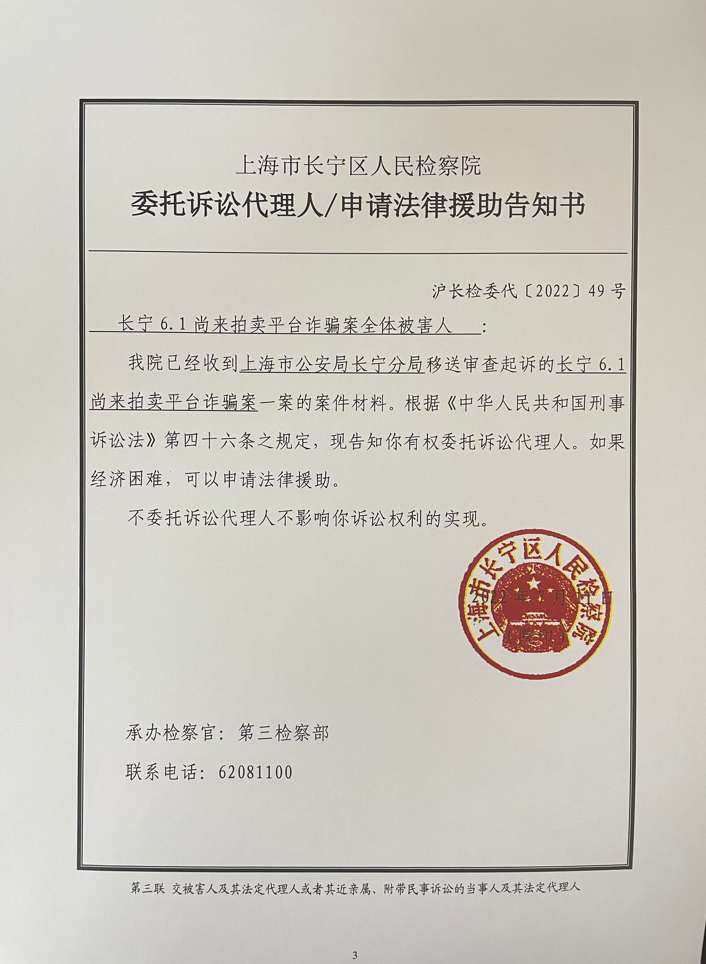 上海市长宁区人民检察院
委托诉讼代理人/申请法律援助告知书
沪长检委代〔2022〕49号
长宁6.1尚来拍卖平台诈骗案全体被害人：
我院已经收到上海市公安局长宁分局移送审查起诉的长宁6.1
尚来拍卖平台诈骗案一案的案件材料。根据《中华人民共和国刑事
诉讼法》第四十六条之规定，现告知你有权委托诉讼代理人。如果
经济困难，可以申请法律援助。
不委托诉讼代理人不影响你诉讼权利的实现。
上海市长宁区人民检察院
年 月 日
承办检察官：第三检察部
联系电话：62081100
第三联 交被害人及其法定代理人或者其近亲属、附带民事诉讼的当事人及其法定代理人
3